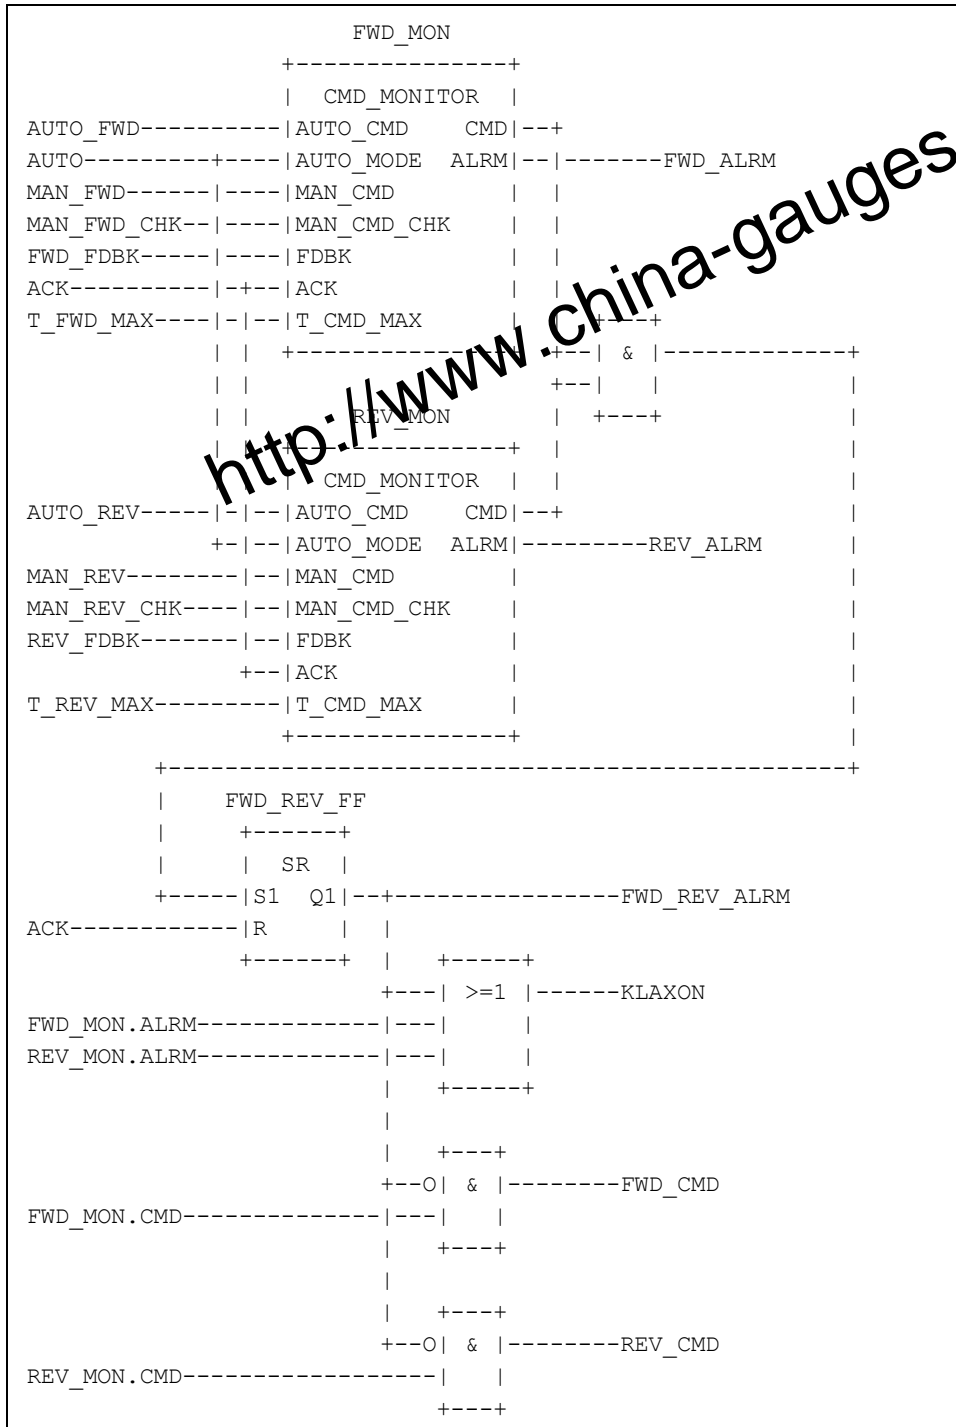 FWD_MON
+---------------+
|  CMD_MONITOR  |
AUTO_FWD----------|AUTO_CMD    CMD|--+
AUTO---------+----|AUTO_MODE  ALRM|--|-------FWD_ALRM
MAN_FWD------|----|MAN_CMD        |  |
MAN_FWD_CHK--|----|MAN_CMD_CHK    |  |
FWD_FDBK-----|----|FDBK           |  |
ACK----------|-+--|ACK            |  |
T_FWD_MAX----|-|--|T_CMD_MAX      |  |  +---+
| |  +---------------+  +--| & |-------------+
| |                     +--|   |             |
| |       REV_MON       |  +---+             |
| |  +---------------+  |                    |
| |  |  CMD_MONITOR  |  |                    |
AUTO_REV-----|-|--|AUTO_CMD    CMD|--+                    |
+-|--|AUTO_MODE  ALRM|---------REV_ALRM      |
MAN_REV--------|--|MAN_CMD        |                       |
MAN_REV_CHK----|--|MAN_CMD_CHK    |                       |
REV_FDBK-------|--|FDBK           |                       |
+--|ACK            |                       |
T_REV_MAX---------|T_CMD_MAX      |                       |
+---------------+                       |
+------------------------------------------------+
|    FWD_REV_FF
|     +------+
|     |  SR  |
+-----|S1  Q1|--+----------------FWD_REV_ALRM
ACK------------|R     |  |
+------+  |   +-----+
+---| >=1 |------KLAXON
FWD_MON.ALRM-------------|---|     |
REV_MON.ALRM-------------|---|     |
|   +-----+
|
|   +---+
+--O| & |--------FWD_CMD
FWD_MON.CMD--------------|---|   |
|   +---+
|
|   +---+
+--O| & |--------REV_CMD
REV_MON.CMD------------------|   |
+---+
http://www.china-gauges